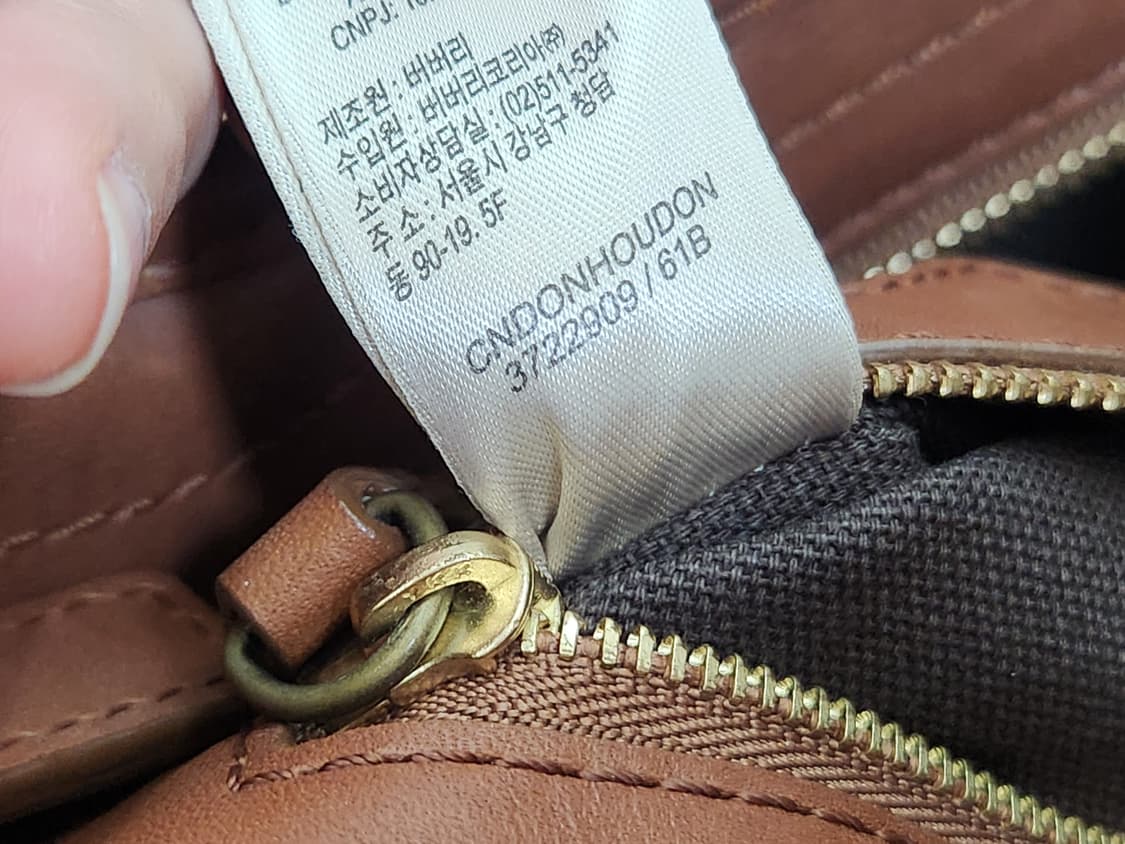 CNPJ:
제조원 : 버버리
수입원 : 버버리코리아(주)
소비자상담실 : (02)511-5341
주 소 : 서울시 강남구 청담
동 90-19. 5F
CNDONHOUDON
3722909 / 61B